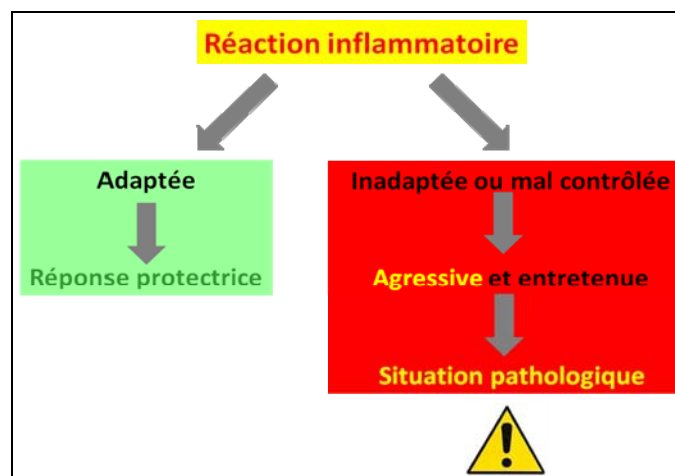 Réaction inflammatoire
Adaptée
Réponse protectrice
Inadaptée ou mal contrôlée
Agressive et entretenue
Situation pathologique
!